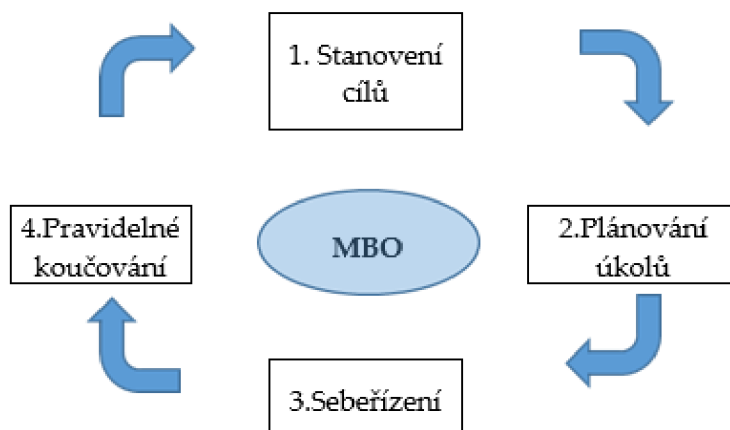 1. Stanovení
cílů
4.Pravidelné
koučování
MBO
2.Plánování
úkolů
3.Sebeřízení